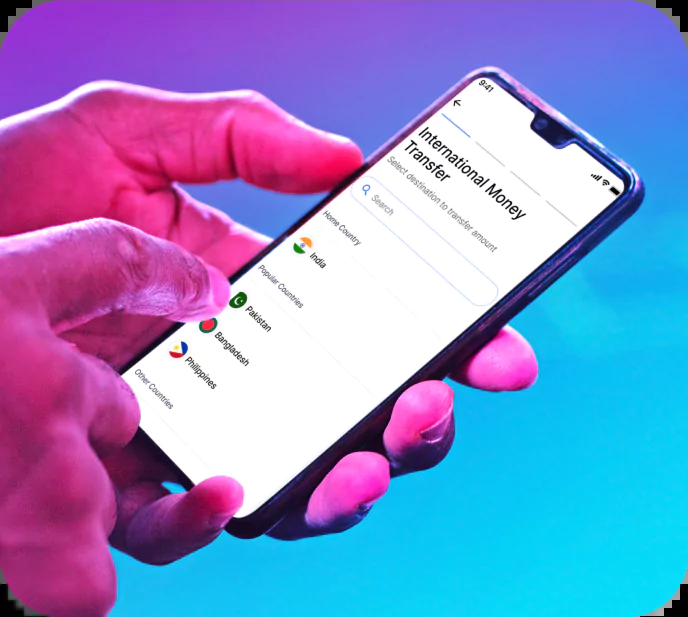 9:41
International Money
Transfer
Select destination to transfer amount
Search
Home Country
India
Popular Countries
Pakistan
Bangladesh
Philippines
Other Countries